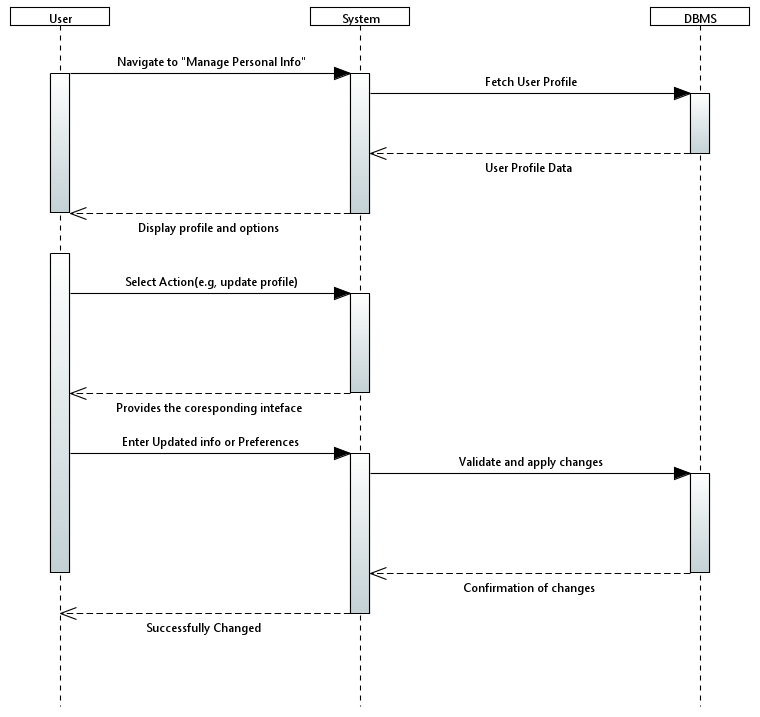 User
System
DBMS
Navigate to "Manage Personal Info"
Fetch User Profile
User Profile Data
Display profile and options
Select Action(e.g, update profile)
Provides the coresponding inteface
Enter Updated info or Preferences
Validate and apply changes
Confirmation of changes
Successfully Changed